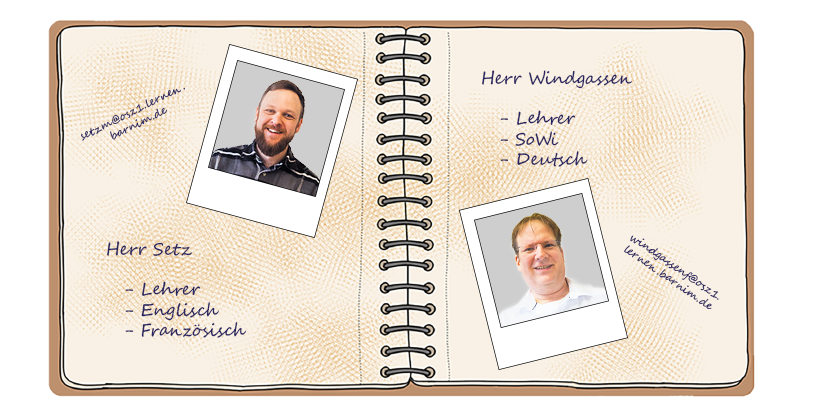 setzm@osz1.lernen.
barnim.de
Herr Setz
- Lehrer
- Englisch
- Französisch
Herr Windgassen
- Lehrer
- SoWi
- Deutsch
windgassenf@osz1.
lernen.barnim.de